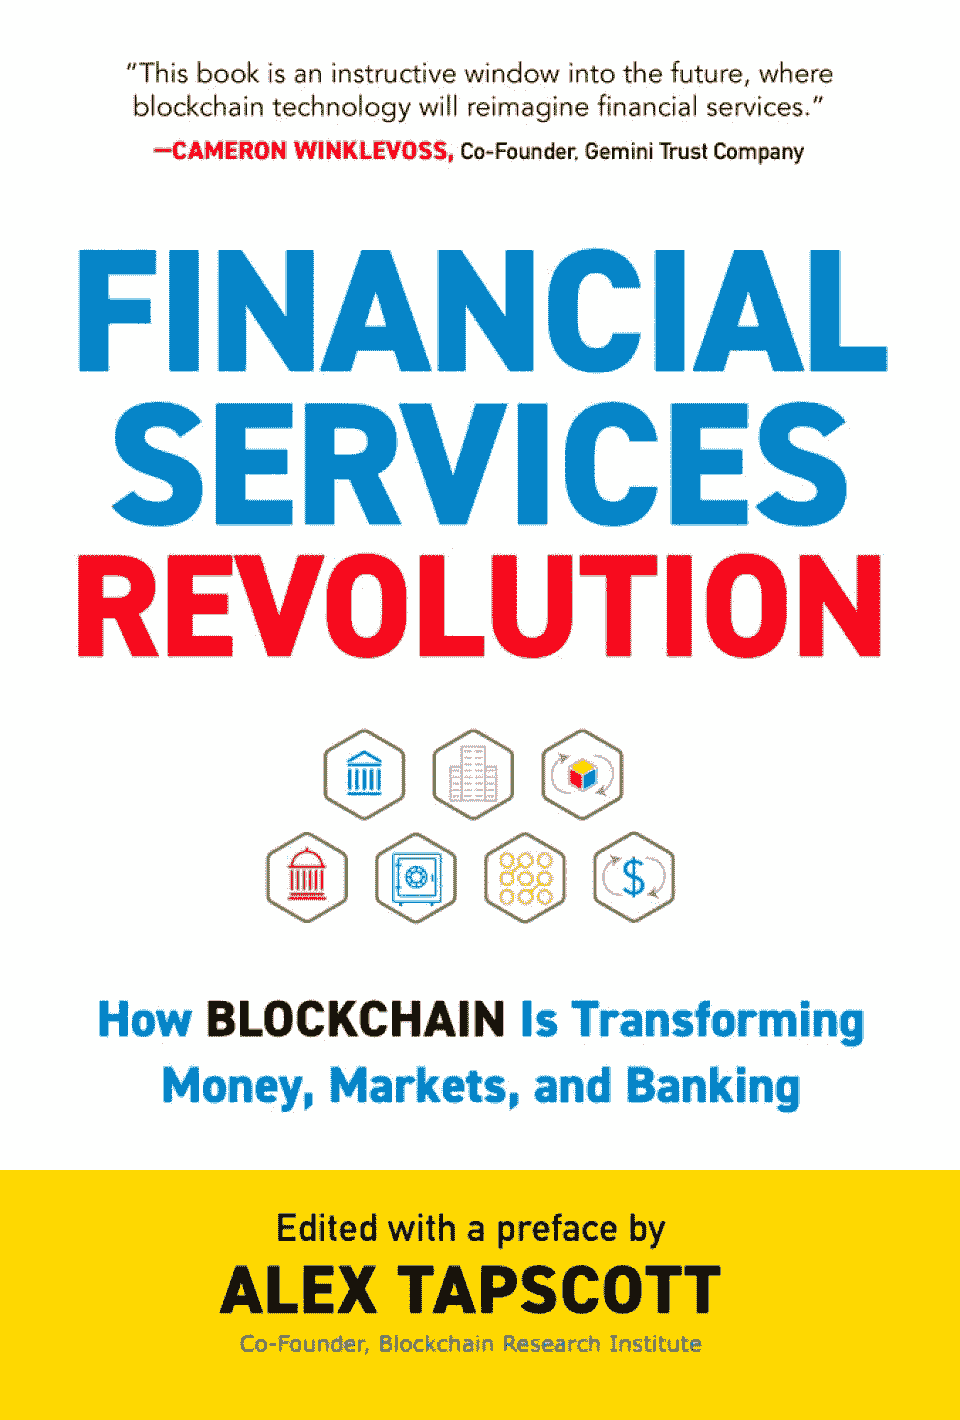 “This book is an instructive window into the future, where
blockchain technology will reimagine financial services.”
—CAMERON WINKLEVOSS, Co-Founder, Gemini Trust Company
FINANCIAL
SERVICES
REVOLUTION
$
How BLOCKCHAIN Is Transforming
Money, Markets, and Banking
Edited with a preface by
ALEX TAPSCOTT
Co-Founder, Blockchain Research Institute